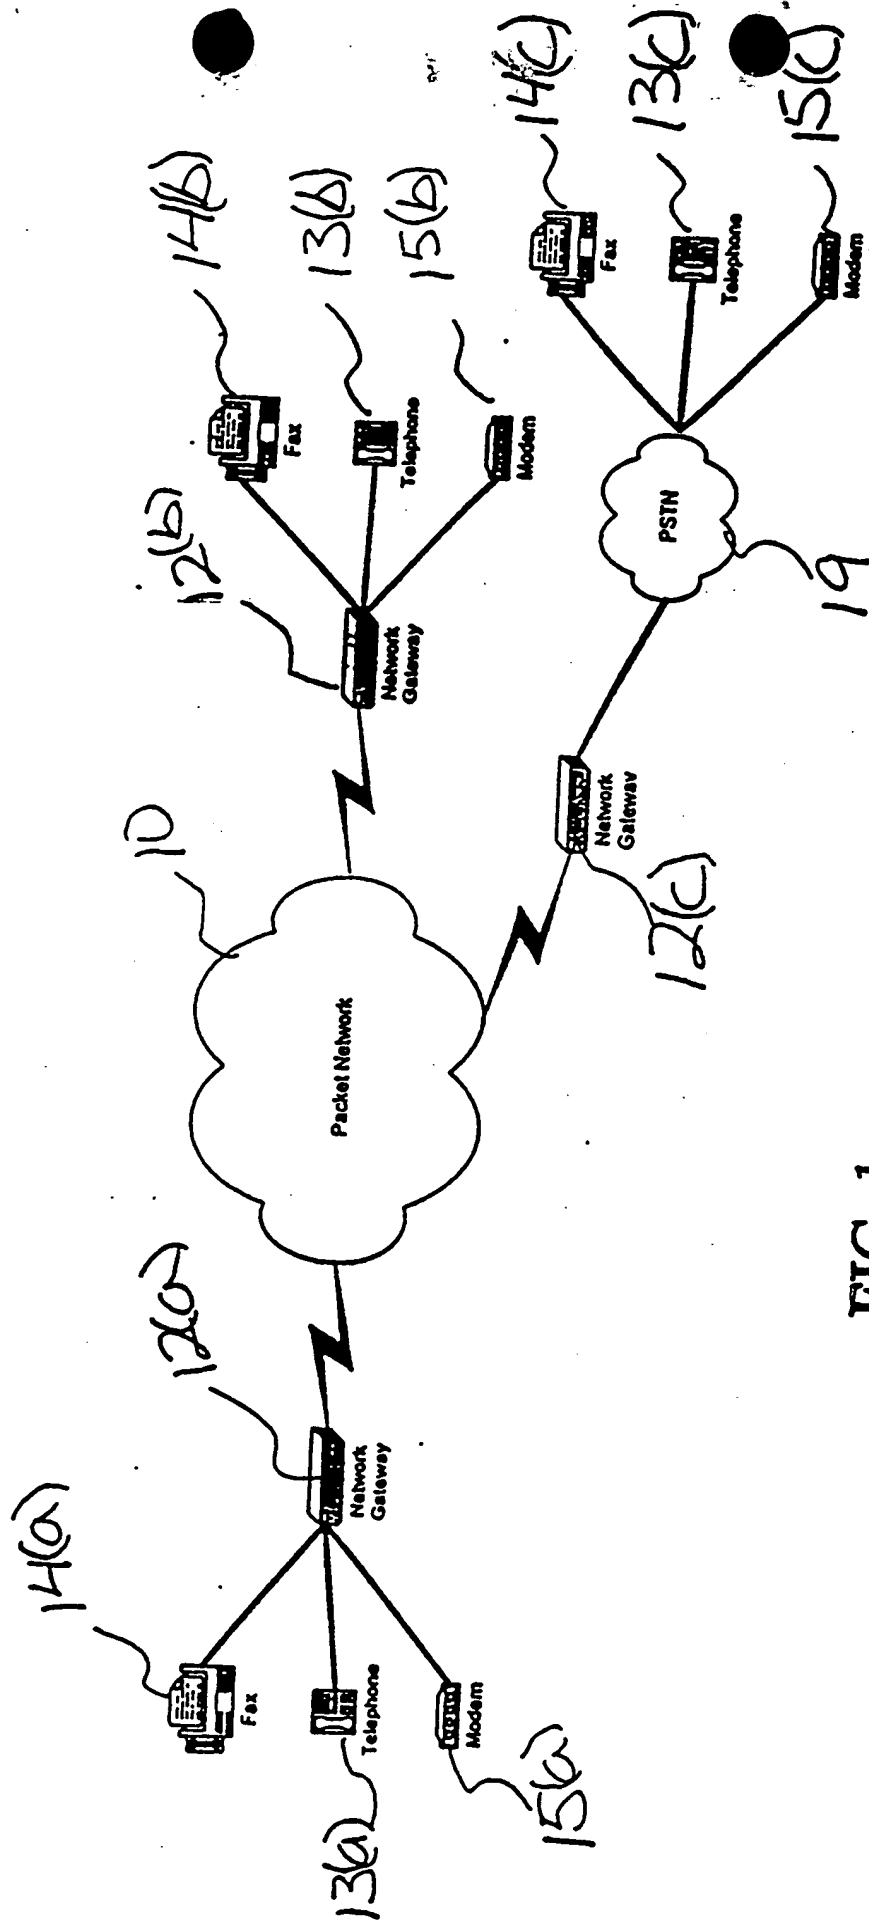 14(a)
Fax
13(a)
Telephone
15(a)
Modem
12(a)
Network
Gateway
10
Packet Network
12(b)
Network
Gateway
14(b)
Fax
13(b)
Telephone
15(b)
Modem
12(c)
Network
Gateway
19
PSTN
14(c)
Fax
13(c)
Telephone
15(c)
Modem
FIG. 1